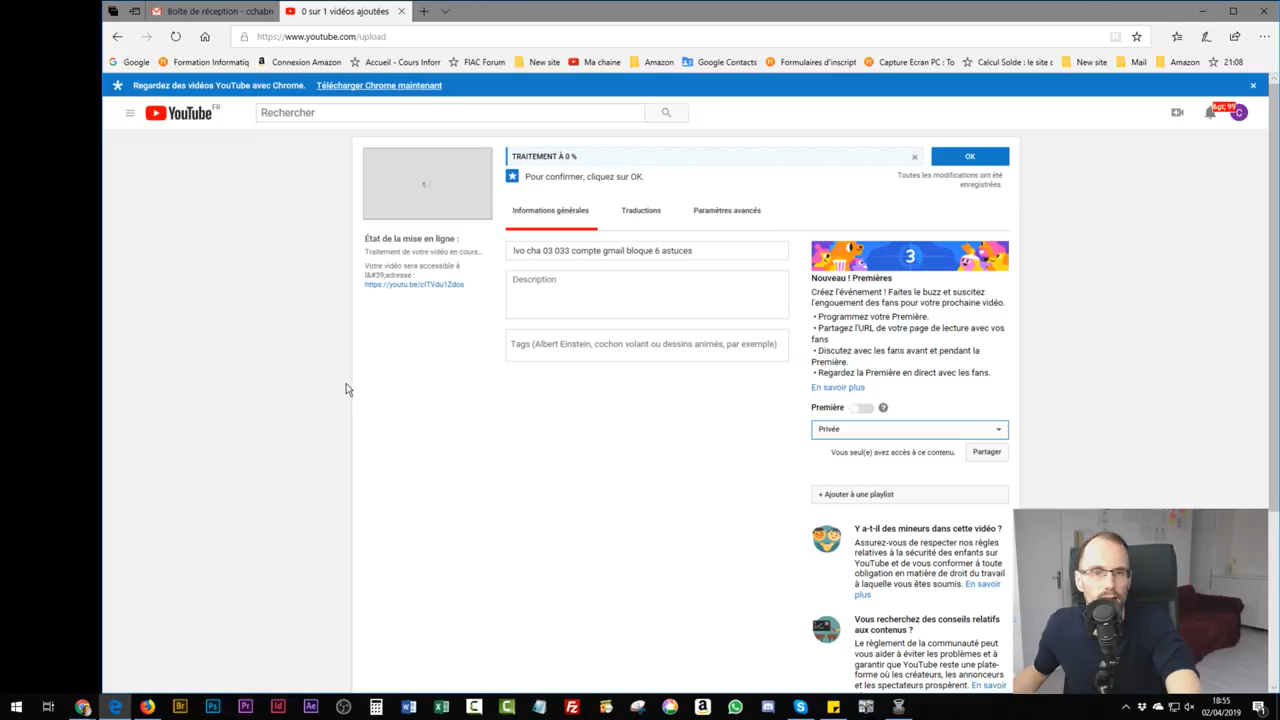 Boîte de réception - cchabre
0 sur 1 vidéos ajoutées
https://www.youtube.com/upload
Google
Formation Informatiq
Connexion Amazon
Accueil - Cours Inforr
FIAC Forum
New site
Ma chaine
Amazon
Google Contacts
Formulaires d'inscript
Capture Ecran PC : To
Calcul Solde : le site c
New site
Mail
Amazon
21:08
Regardez des vidéos YouTube avec Chrome. Télécharger Chrome maintenant
YouTube FR
Rechercher
&gt; 99
C
TRAITEMENT À 0 %
OK
Pour confirmer, cliquez sur OK.
Toutes les modifications ont été
enregistrées.
Informations générales
Traductions
Paramètres avancés
État de la mise en ligne :
Traitement de votre vidéo en cours...
Votre vidéo sera accessible à
l&#39;adresse :
https://youtu.be/cITVdu1Zdos
lvo cha 03 033 compte gmail bloque 6 astuces
Description
Tags (Albert Einstein, cochon volant ou dessins animés, par exemple)
3
Nouveau ! Premières
Créez l'événement ! Faites le buzz et suscitez
l'engouement des fans pour votre prochaine vidéo.
• Programmez votre Première.
• Partagez l'URL de votre page de lecture avec vos
fans
• Discutez avec les fans avant et pendant la
Première.
• Regardez la Première en direct avec les fans.
En savoir plus
Première
Privée
Vous seul(e) avez accès à ce contenu.
Partager
+ Ajouter à une playlist
Y a-t-il des mineurs dans cette vidéo ?
Assurez-vous de respecter nos règles
relatives à la sécurité des enfants sur
YouTube et de vous conformer à toute
obligation en matière de droit du travail
à laquelle vous êtes soumis. En savoir
plus
Vous recherchez des conseils relatifs
aux contenus ?
Le règlement de la communauté peut
vous aider à éviter les problèmes et à
garantir que YouTube reste une plate-
forme où les créateurs, les annonceurs
et les spectateurs prospèrent. En savoir
Br
Ps
Pr
Id
Ae
18:55
02/04/2019